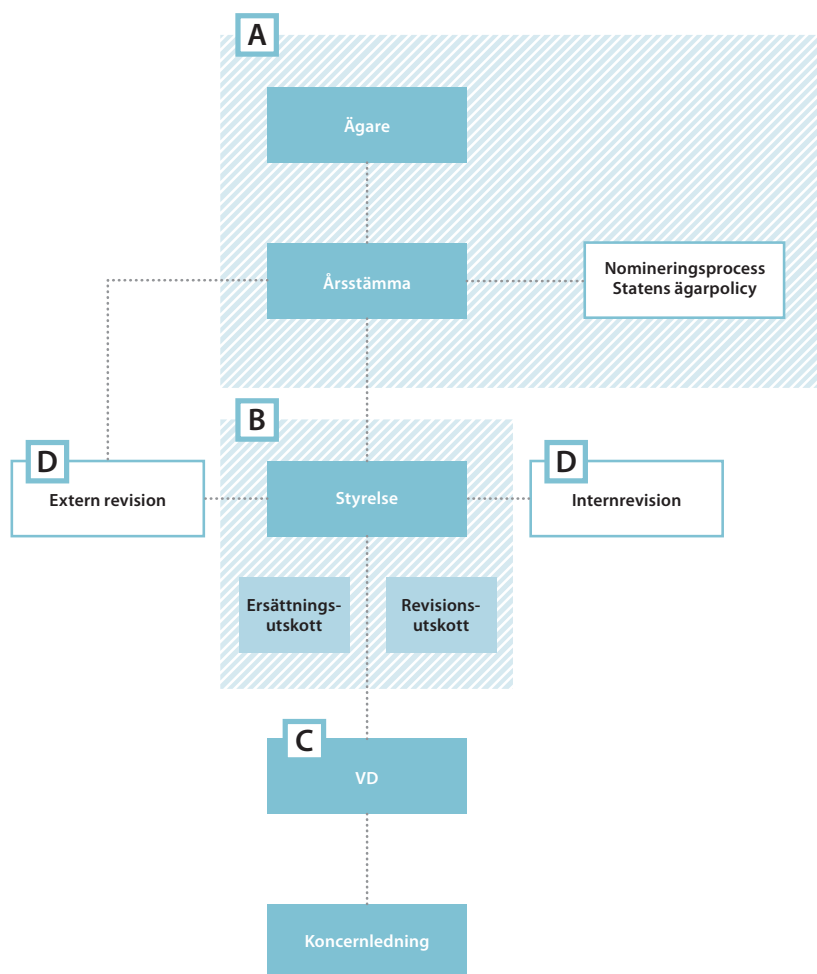 A
Ägare
Årsstämma
Nomineringsprocess
Statens ägarpolicy
B
D
Extern revision
Styrelse
D
Internrevision
Ersättnings-
utskott
Revisions-
utskott
C
VD
Koncernledning